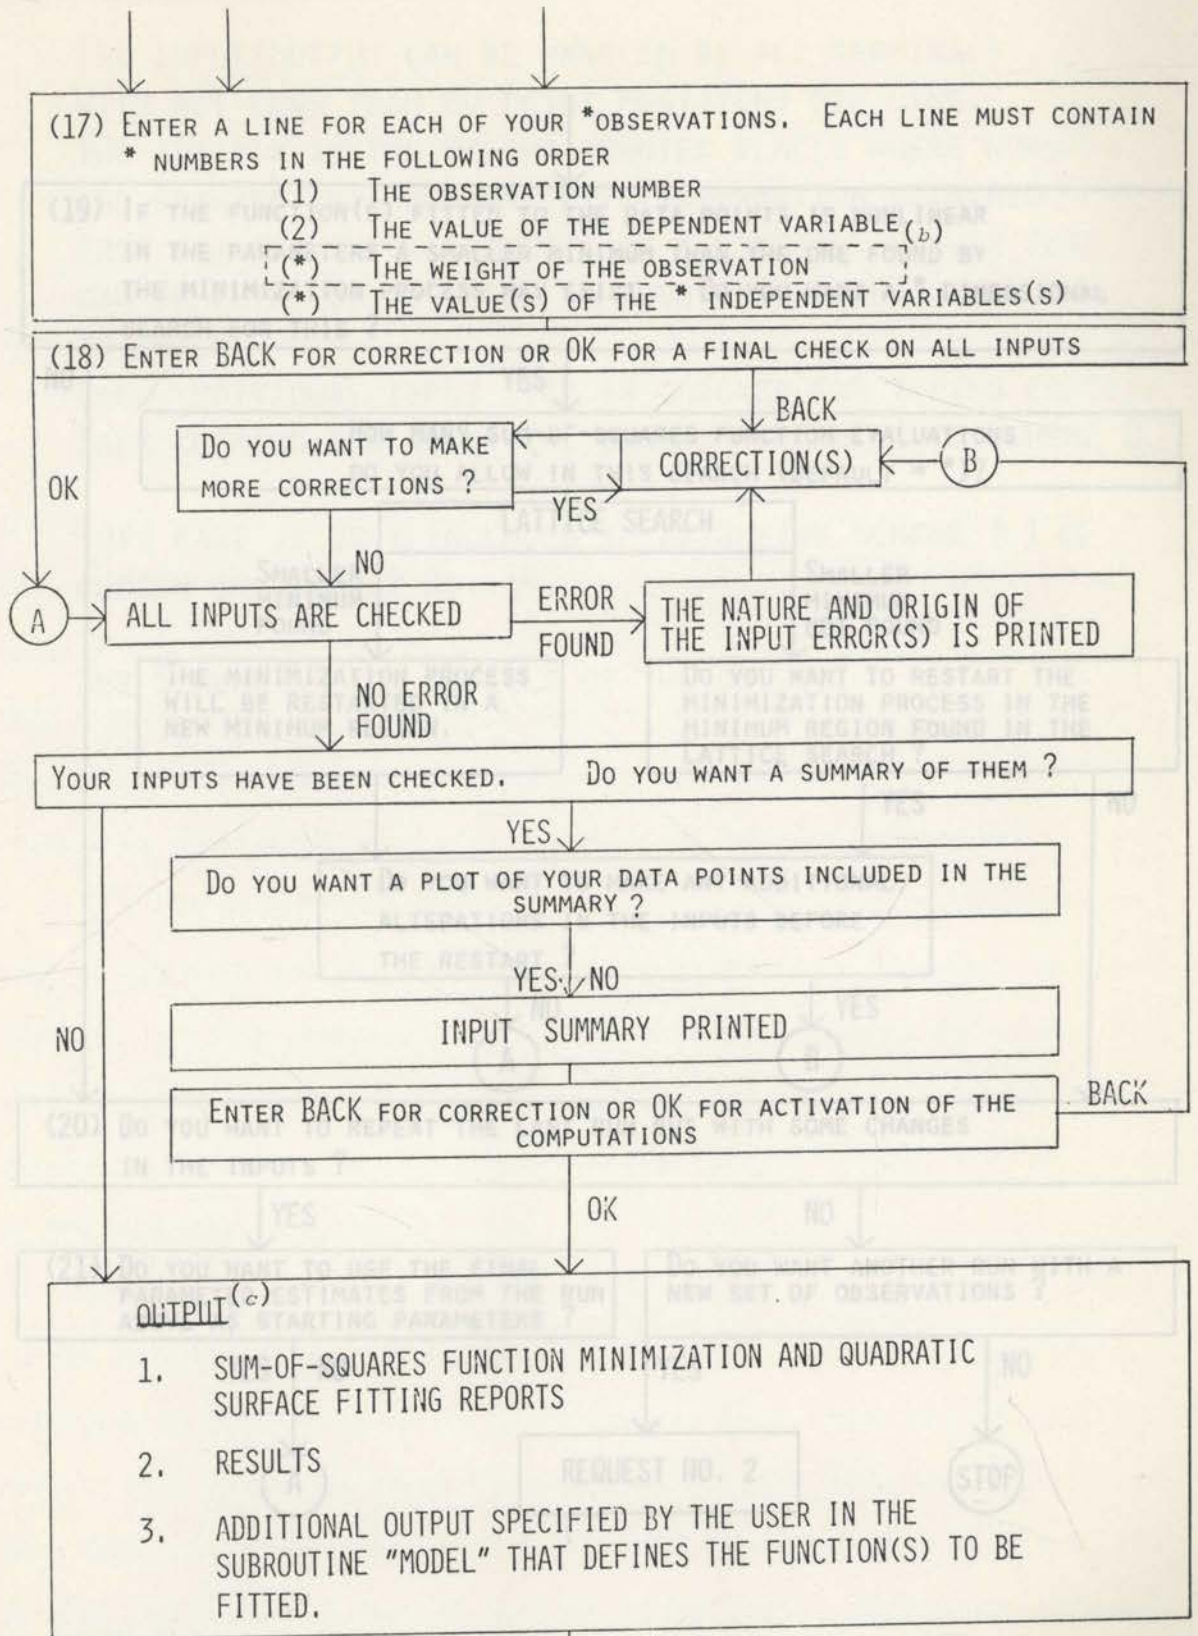 (17) ENTER A LINE FOR EACH OF YOUR *OBSERVATIONS. EACH LINE MUST CONTAIN
* NUMBERS IN THE FOLLOWING ORDER
(1) THE OBSERVATION NUMBER
(2) THE VALUE OF THE DEPENDENT VARIABLE(b)
(*) THE WEIGHT OF THE OBSERVATION
(*) THE VALUE(S) OF THE * INDEPENDENT VARIABLES(S)
(18) ENTER BACK FOR CORRECTION OR OK FOR A FINAL CHECK ON ALL INPUTS
BACK
DO YOU WANT TO MAKE
MORE CORRECTIONS ?
CORRECTION(S)
B
OK
YES
NO
A
ALL INPUTS ARE CHECKED
ERROR
FOUND
THE NATURE AND ORIGIN OF
THE INPUT ERROR(S) IS PRINTED
NO ERROR
FOUND
YOUR INPUTS HAVE BEEN CHECKED. DO YOU WANT A SUMMARY OF THEM ?
YES
DO YOU WANT A PLOT OF YOUR DATA POINTS INCLUDED IN THE
SUMMARY ?
YES NO
NO
INPUT SUMMARY PRINTED
ENTER BACK FOR CORRECTION OR OK FOR ACTIVATION OF THE
COMPUTATIONS
BACK
OK
OUTPUT(c)
1. SUM-OF-SQUARES FUNCTION MINIMIZATION AND QUADRATIC
SURFACE FITTING REPORTS
2. RESULTS
3. ADDITIONAL OUTPUT SPECIFIED BY THE USER IN THE
SUBROUTINE "MODEL" THAT DEFINES THE FUNCTION(S) TO BE
FITTED.